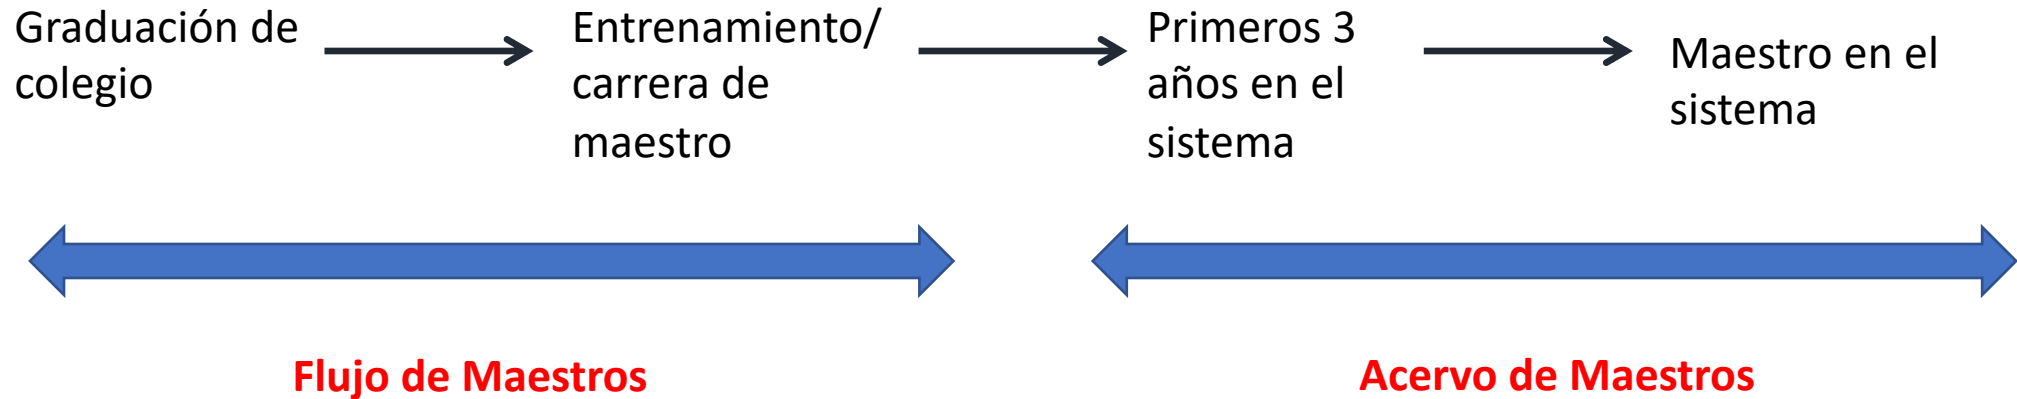 Graduación de
colegio
Entrenamiento/
carrera de
maestro
Primeros 3
años en el
sistema
Maestro en el
sistema
Flujo de Maestros
Acervo de Maestros